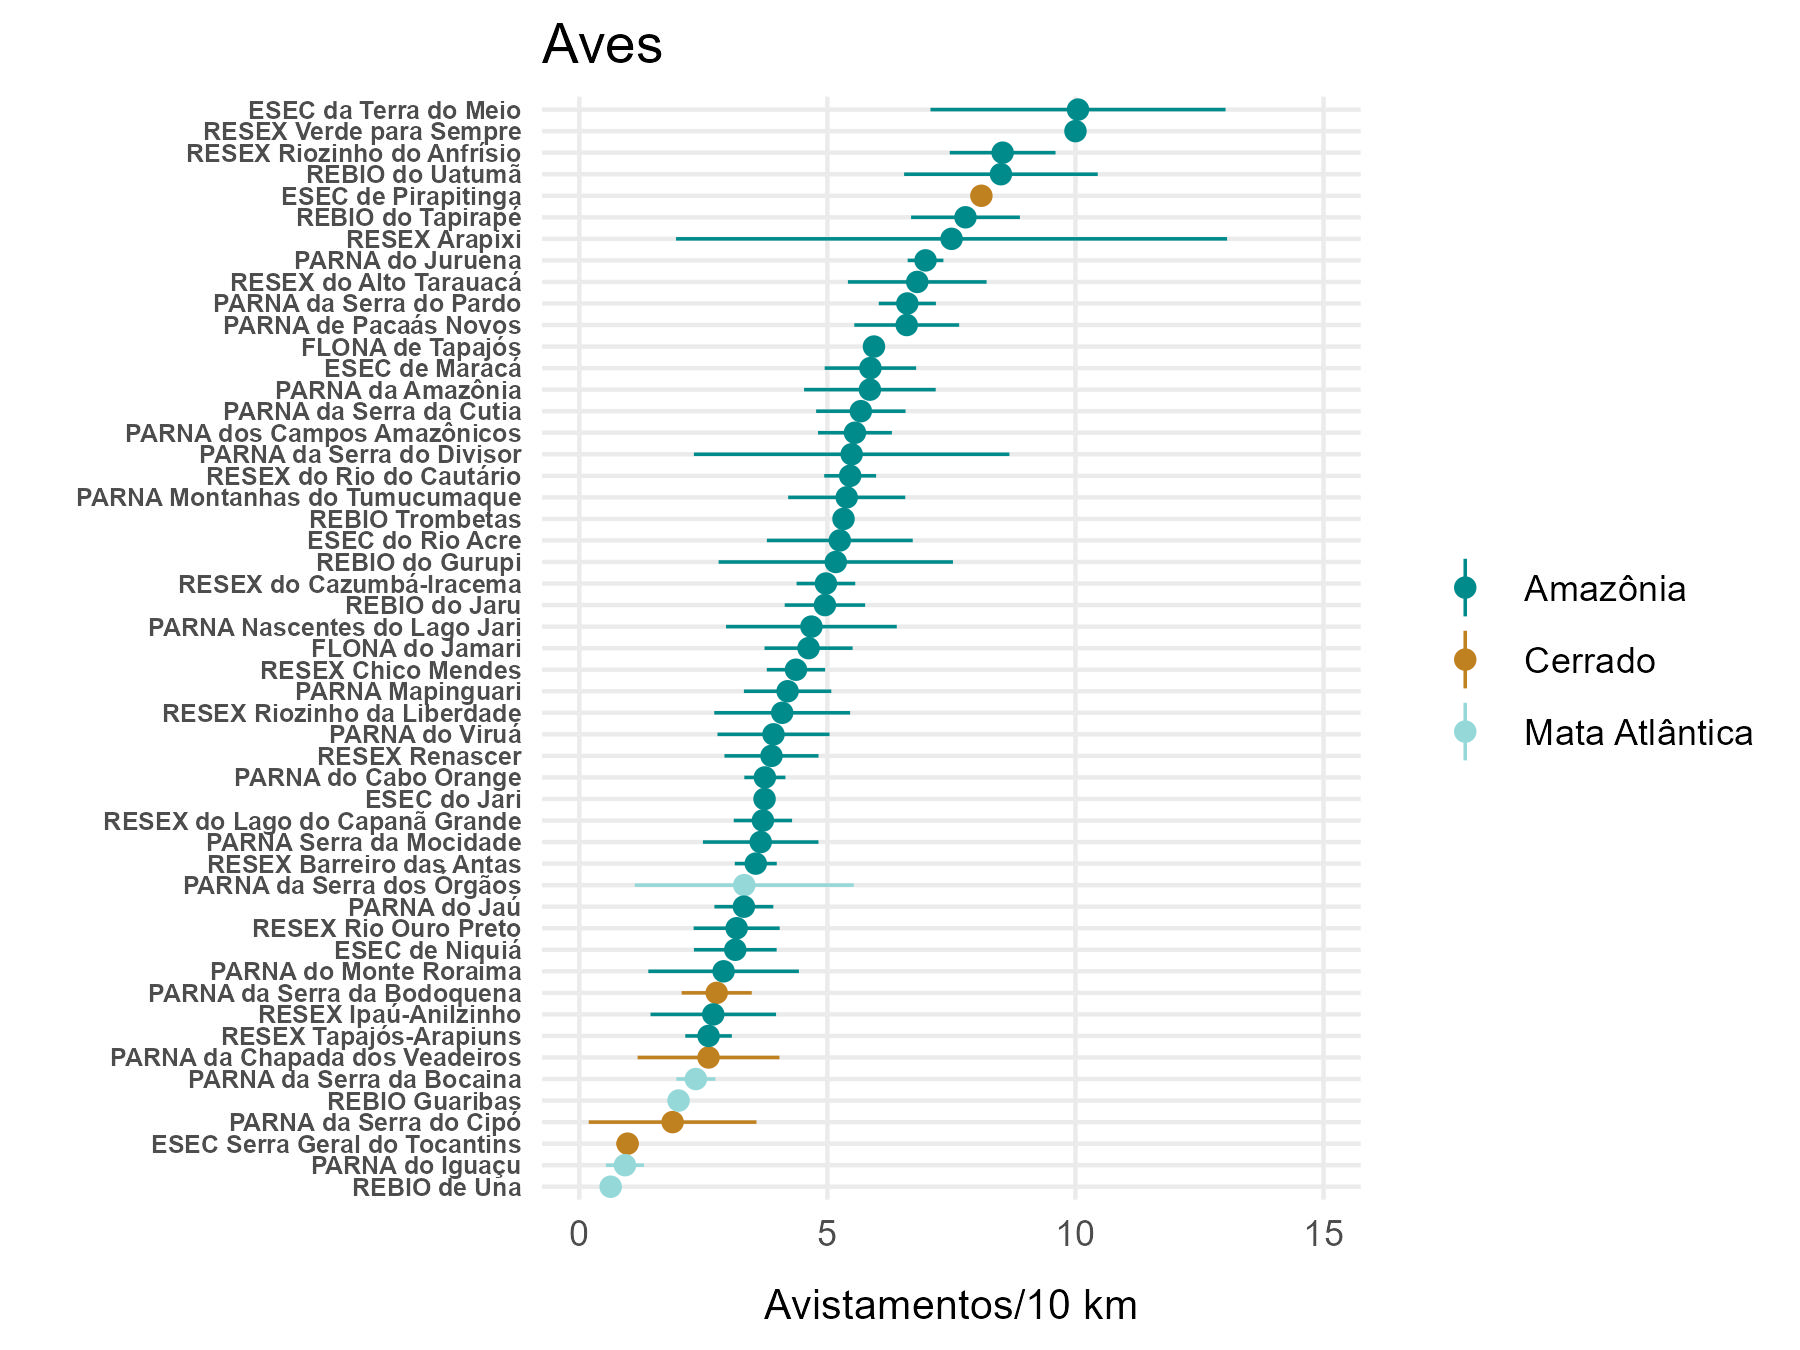 Aves
ESEC da Terra do Meio
RESEX Verde para Sempre
RESEX Riozinho do Anfrísio
REBIO do Uatumã
ESEC de Pirapitinga
REBIO do Tapirapé
RESEX Arapixi
PARNA do Juruena
RESEX do Alto Tarauacá
PARNA da Serra do Pardo
PARNA de Pacaás Novos
FLONA de Tapajós
ESEC de Maracá
PARNA da Amazônia
PARNA da Serra da Cutia
PARNA dos Campos Amazônicos
PARNA da Serra do Divisor
RESEX do Rio do Cautário
PARNA Montanhas do Tumucumaque
REBIO Trombetas
ESEC do Rio Acre
REBIO do Gurupi
RESEX do Cazumbá-Iracema
REBIO do Jaru
PARNA Nascentes do Lago Jari
FLONA do Jamari
RESEX Chico Mendes
PARNA Mapinguari
RESEX Riozinho da Liberdade
PARNA do Viruá
RESEX Renascer
PARNA do Cabo Orange
ESEC do Jari
RESEX do Lago do Capanã Grande
PARNA Serra da Mocidade
RESEX Barreiro das Antas
PARNA da Serra dos Órgãos
PARNA do Jaú
RESEX Rio Ouro Preto
ESEC de Niquiá
PARNA do Monte Roraima
PARNA da Serra da Bodoquena
RESEX Ipaú-Anilzinho
RESEX Tapajós-Arapiuns
PARNA da Chapada dos Veadeiros
PARNA da Serra da Bocaina
REBIO Guaribas
PARNA da Serra do Cipó
ESEC Serra Geral do Tocantins
PARNA do Iguaçu
REBIO de Una
0 5 10 15
Avistamentos/10 km
Amazônia
Cerrado
Mata Atlântica